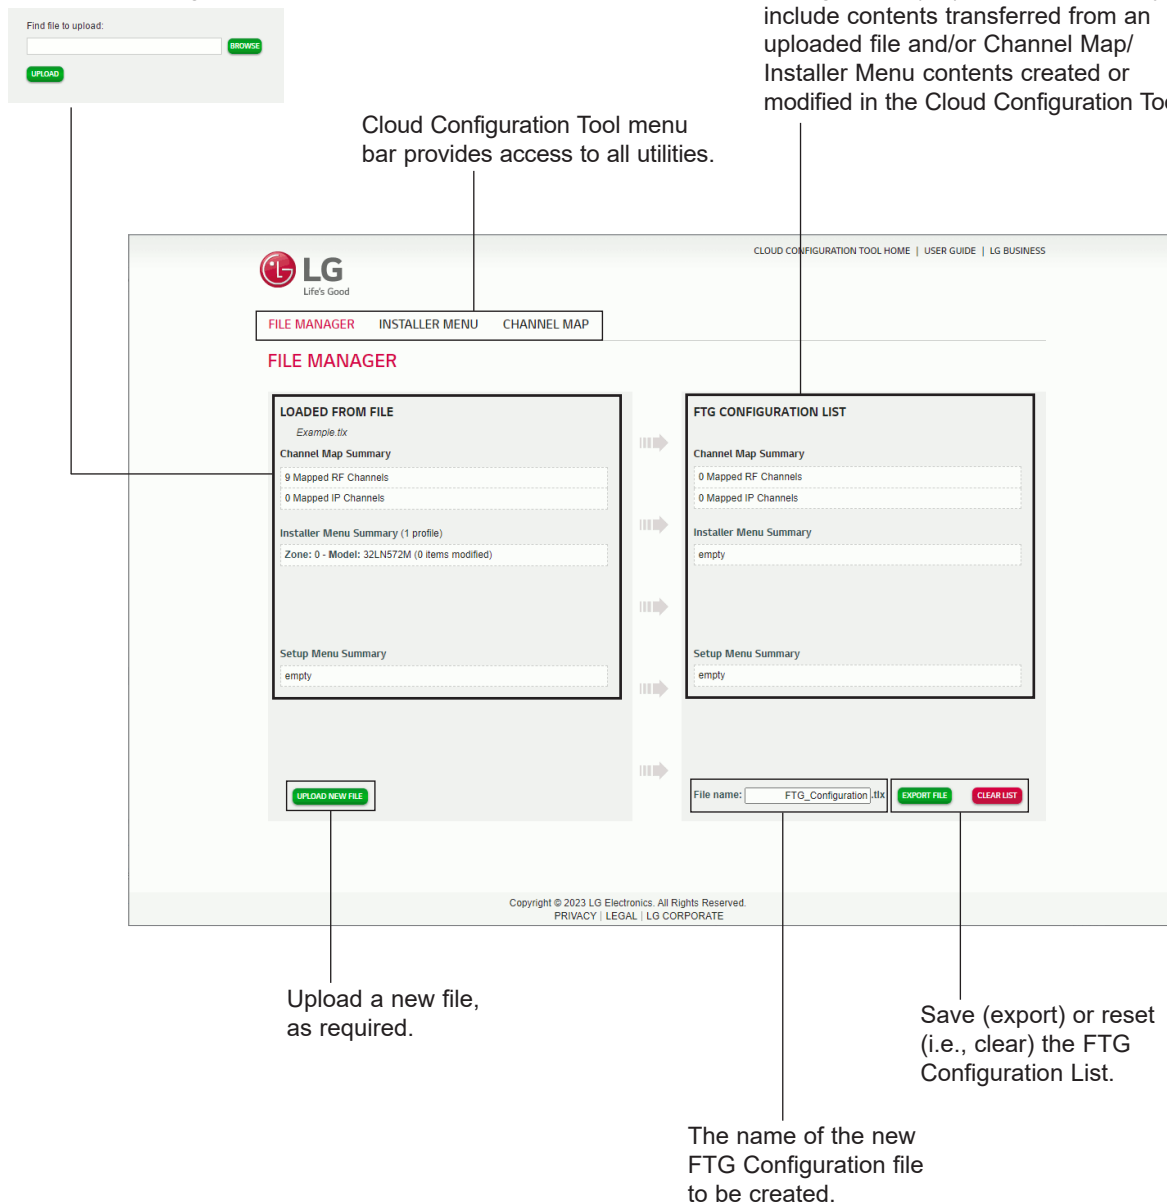 Find file to upload:
BROWSE
UPLOAD
include contents transferred from an
uploaded file and/or Channel Map/
Installer Menu contents created or
modified in the Cloud Configuration
Cloud Configuration Tool menu
bar provides access to all utilities.
CLOUD CONFIGURATION TOOL HOME | USER GUIDE | LG BUSINESS
LG
Life's Good
FILE MANAGER INSTALLER MENU CHANNEL MAP
FILE MANAGER
LOADED FROM FILE
Example.tlx
Channel Map Summary
9 Mapped RF Channels
0 Mapped IP Channels
Installer Menu Summary (1 profile)
Zone: 0 - Model: 32LN572M (0 items modified)
Setup Menu Summary
empty
UPLOAD NEW FILE
FTG CONFIGURATION LIST
Channel Map Summary
0 Mapped RF Channels
0 Mapped IP Channels
Installer Menu Summary
empty
Setup Menu Summary
empty
File name: FTG_Configuration .tlx EXPORT FILE CLEAR LIST
Copyright © 2023 LG Electronics. All Rights Reserved.
PRIVACY | LEGAL | LG CORPORATE
Upload a new file,
as required.
Save (export) or reset
(i.e., clear) the FTG
Configuration List.
The name of the new
FTG Configuration file
to be created.